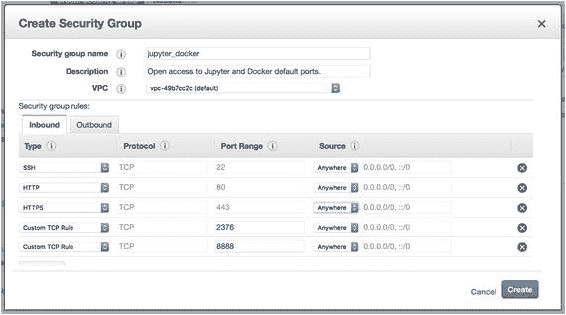 Create Security Group
Security group name jupyter_docker
Description Open access to Jupyter and Docker default ports.
VPC vpc-49b7cc2c (default)
Security group rules:
Inbound Outbound
Type Protocol Port Range Source
SSH TCP 22 Anywhere 0.0.0.0/0, ::/0
HTTP TCP 80 Anywhere 0.0.0.0/0, ::/0
HTTPS TCP 443 Anywhere 0.0.0.0/0, ::/0
Custom TCP Rule TCP 2376 Anywhere 0.0.0.0/0, ::/0
Custom TCP Rule TCP 8888 Anywhere 0.0.0.0/0, ::/0
Cancel Create